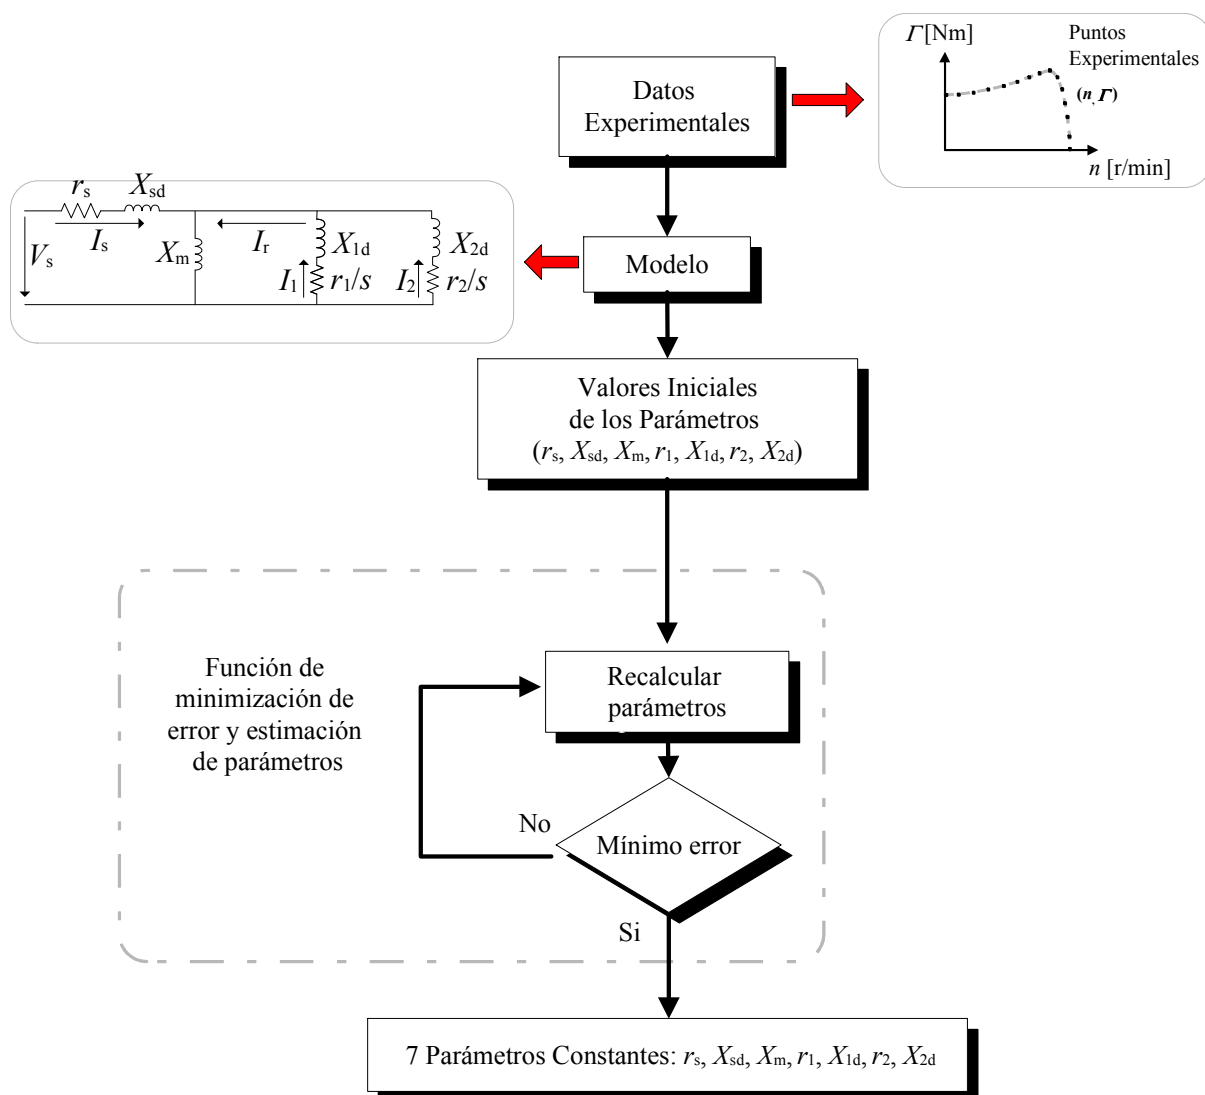 Γ[Nm]
Puntos
Experimentales
(n, Γ)
n [r/min]
Datos
Experimentales
rs
Xsd
Is
Vs
Xm
Ir
X1d
X2d
I1
r1/s
I2
r2/s
Modelo
Valores Iniciales
de los Parámetros
(rs, Xsd, Xm, r1, X1d, r2, X2d)
Función de
minimización de
error y estimación
de parámetros
Recalcular
parámetros
No
Mínimo error
Si
7 Parámetros Constantes: rs, Xsd, Xm, r1, X1d, r2, X2d